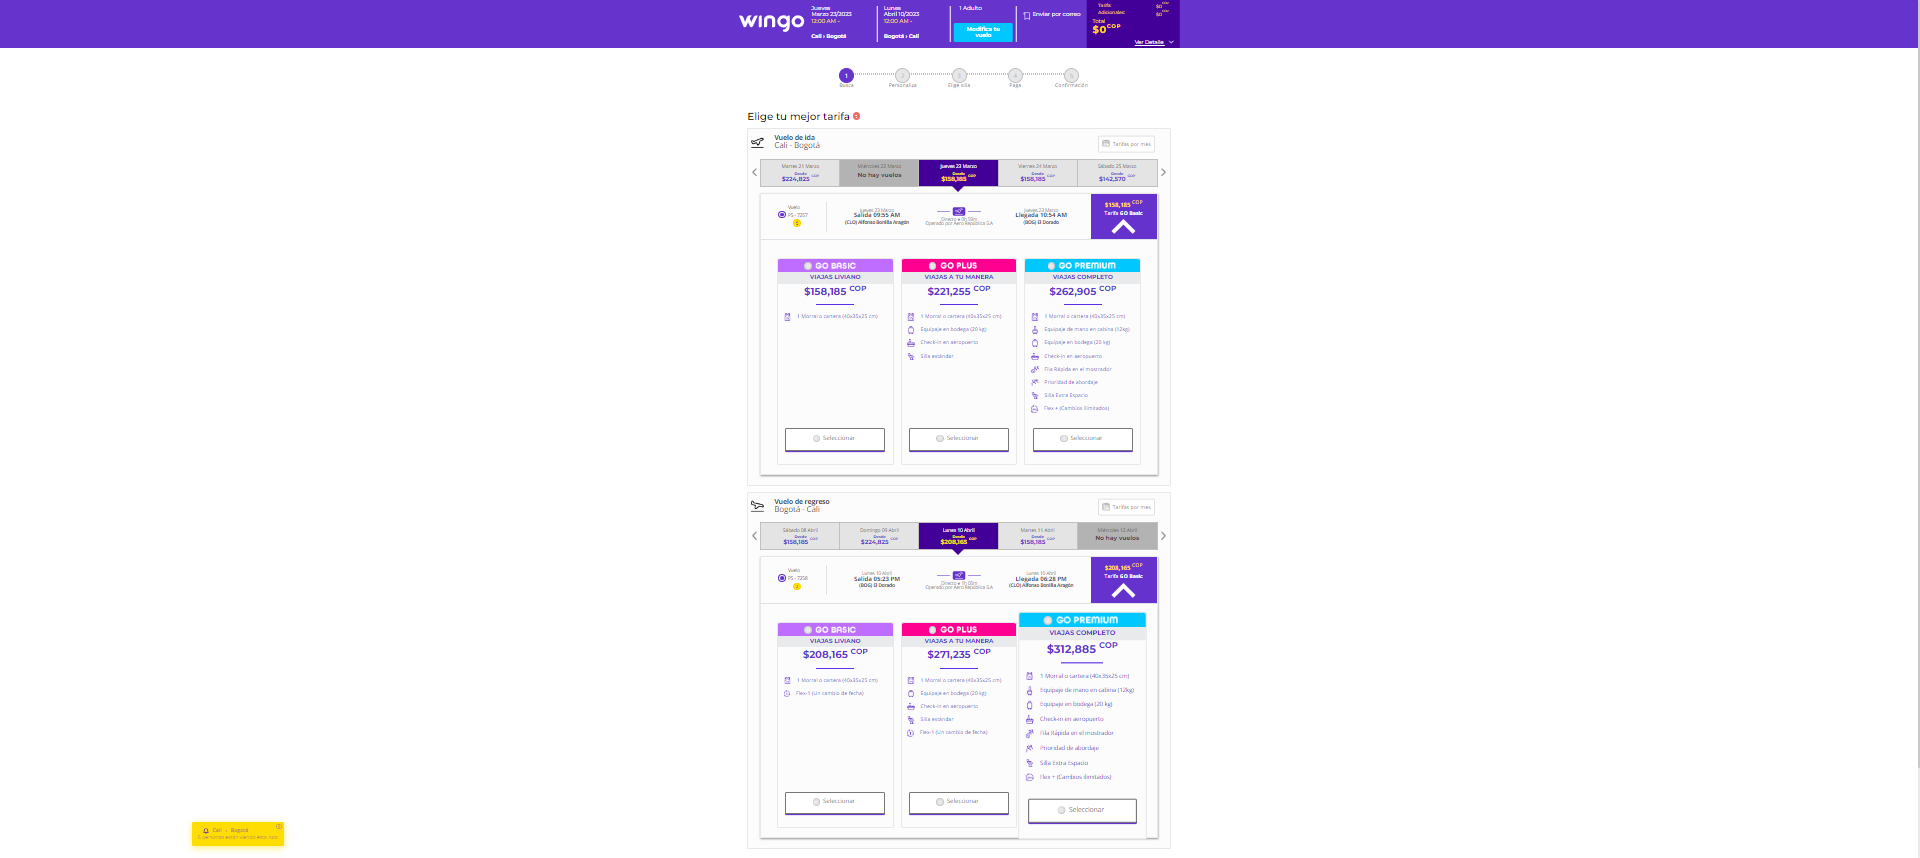 wingo
Jueves
Marzo 23/2023
12:00 AM -
Cali › Bogotá
Lunes
Abril 10/2023
12:00 AM -
Bogotá › Cali
1 Adulto
Modifica tu
vuelo
Enviar por correo
Tarifa $0 COP
Adicionales $0 COP
Total
$0 COP
Ver Detalle
1 2 3 4 5
Busca Personaliza Elige silla Paga Confirmación
Elige tu mejor tarifa
Vuelo de ida
Cali - Bogotá
Tarifas por mes
Martes 21 Marzo
Desde
$224,825 COP
Miércoles 22 Marzo
No hay vuelos
Jueves 23 Marzo
Desde
$158,185 COP
Viernes 24 Marzo
Desde
$158,185 COP
Sábado 25 Marzo
Desde
$142,570 COP
Vuelo
P5 - 7257
Jueves 23 Marzo
Salida 09:55 AM
(CLO) Alfonso Bonilla Aragón
Operado por Aero República S.A
Jueves 23 Marzo
Llegada 10:54 AM
(BOG) El Dorado
$158,185 COP
Tarifa GO Basic
GO BASIC
VIAJAS LIVIANO
$158,185 COP
1 Morral o cartera (40x35x25 cm)
Seleccionar
GO PLUS
VIAJAS A TU MANERA
$221,255 COP
1 Morral o cartera (40x35x25 cm)
Equipaje en bodega (20 kg)
Check-in en aeropuerto
Silla estándar
Seleccionar
GO PREMIUM
VIAJAS COMPLETO
$262,905 COP
1 Morral o cartera (40x35x25 cm)
Equipaje de mano en cabina (12kg)
Equipaje en bodega (20 kg)
Check-in en aeropuerto
Fila Rápida en el mostrador
Prioridad de abordaje
Silla Extra Espacio
Flex + (Cambios ilimitados)
Seleccionar
Vuelo de regreso
Bogotá - Cali
Tarifas por mes
Sábado 08 Abril
Desde
$158,185 COP
Domingo 09 Abril
Desde
$224,825 COP
Lunes 10 Abril
Desde
$208,165 COP
Martes 11 Abril
Desde
$158,185 COP
Miércoles 12 Abril
No hay vuelos
Vuelo
P5 - 7258
Lunes 10 Abril
Salida 05:23 PM
(BOG) El Dorado
Operado por Aero República S.A
Lunes 10 Abril
Llegada 06:28 PM
(CLO) Alfonso Bonilla Aragón
$208,165 COP
Tarifa GO Basic
GO BASIC
VIAJAS LIVIANO
$208,165 COP
1 Morral o cartera (40x35x25 cm)
Flex-1 (Un cambio de fecha)
Seleccionar
GO PLUS
VIAJAS A TU MANERA
$271,235 COP
1 Morral o cartera (40x35x25 cm)
Equipaje en bodega (20 kg)
Check-in en aeropuerto
Silla estándar
Flex-1 (Un cambio de fecha)
Seleccionar
GO PREMIUM
VIAJAS COMPLETO
$312,885 COP
1 Morral o cartera (40x35x25 cm)
Equipaje de mano en cabina (12kg)
Equipaje en bodega (20 kg)
Check-in en aeropuerto
Fila Rápida en el mostrador
Prioridad de abordaje
Silla Extra Espacio
Flex + (Cambios ilimitados)
Seleccionar
Cali - Bogotá
personas están viendo esta ruta